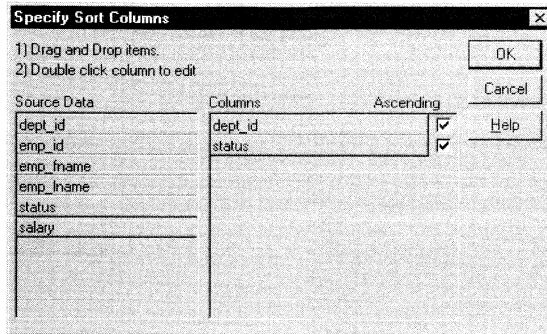 Specify Sort Columns
1) Drag and Drop items.
2) Double click column to edit
OK
Cancel
Help
Source Data
dept_id
emp_id
emp_fname
emp_lname
status
salary
Columns Ascending
dept_id
status